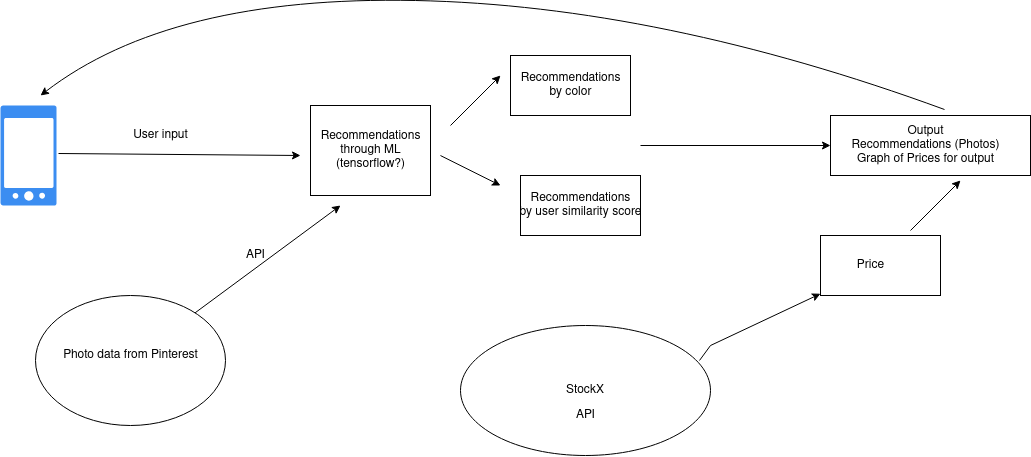 User input
Recommendations
through ML
(tensorflow?)
Recommendations
by color
Recommendations
by user similarity score
Output
Recommendations (Photos)
Graph of Prices for output
Price
API
Photo data from Pinterest
StockX
API